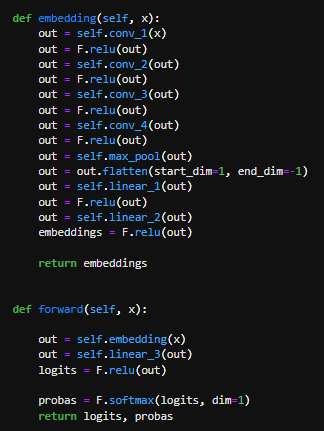 def embedding(self, x):
    out = self.conv_1(x)
    out = F.relu(out)
    out = self.conv_2(out)
    out = F.relu(out)
    out = self.conv_3(out)
    out = F.relu(out)
    out = self.conv_4(out)
    out = F.relu(out)
    out = self.max_pool(out)
    out = out.flatten(start_dim=1, end_dim=-1)
    out = self.linear_1(out)
    out = F.relu(out)
    out = self.linear_2(out)
    embeddings = F.relu(out)

    return embeddings


def forward(self, x):

    out = self.embedding(x)
    out = self.linear_3(out)
    logits = F.relu(out)

    probas = F.softmax(logits, dim=1)
    return logits, probas